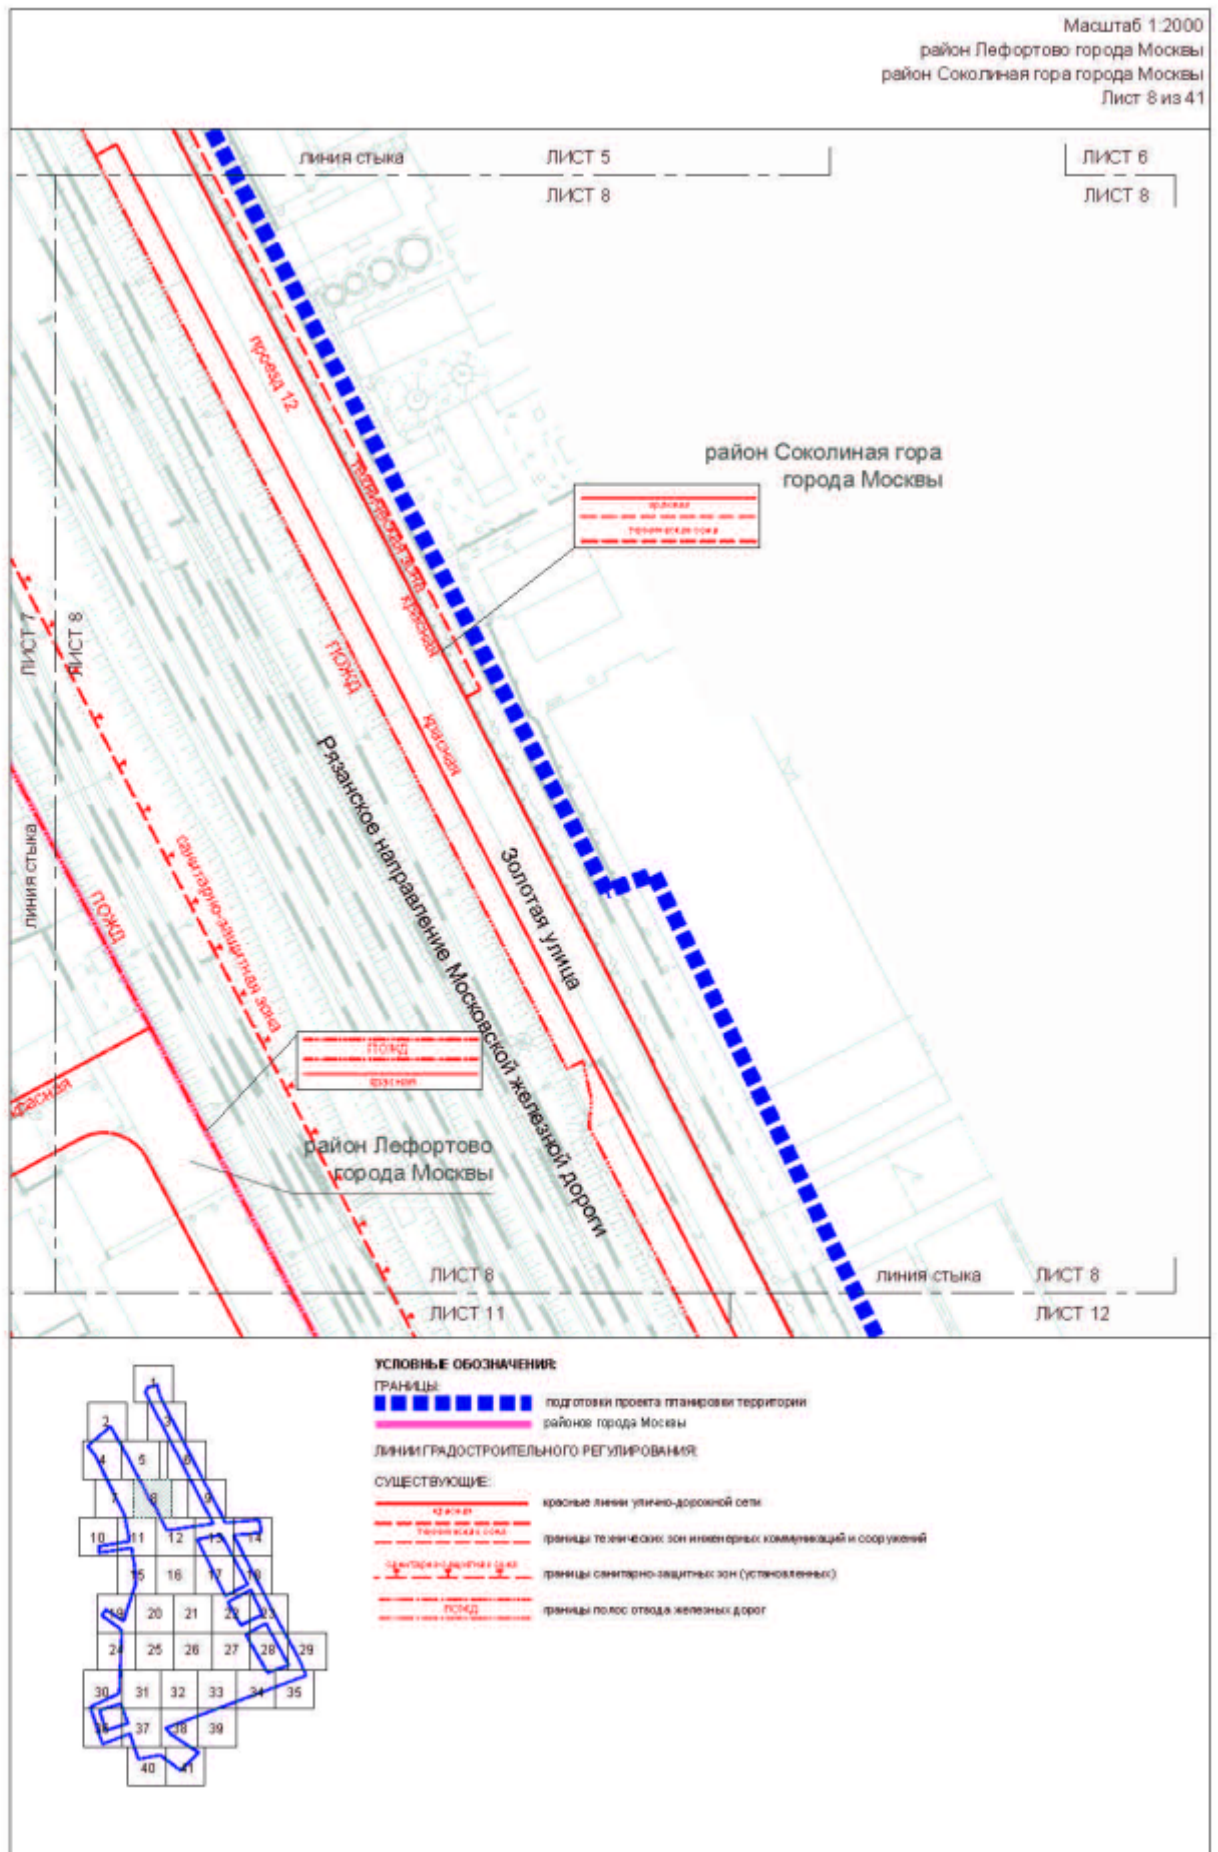 Масштаб 1:2000
район Лефортово города Москвы
район Соколиная гора города Москвы
Лист 8 из 41
линия стыка
ЛИСТ 5
ЛИСТ 6
ЛИСТ 8
ЛИСТ 8
проезд 12
район Соколиная гора
города Москвы
красная
техническая зона
техническая зона
красная
ЛИСТ 7
ЛИСТ 8
ПОЖД
красная
Рязанское направление Московской железной дороги
Золотая улица
линия стыка
санитарно-защитная зона
ПОЖД
ПОЖД
красная
красная
район Лефортово
города Москвы
ЛИСТ 8
линия стыка
ЛИСТ 8
ЛИСТ 11
ЛИСТ 12
УСЛОВНЫЕ ОБОЗНАЧЕНИЯ:
ГРАНИЦЫ:
подготовки проекта планировки территории
районов города Москвы
ЛИНИИ ГРАДОСТРОИТЕЛЬНОГО РЕГУЛИРОВАНИЯ:
СУЩЕСТВУЮЩИЕ:
красная
красные линии улично-дорожной сети
техническая зона
границы технических зон инженерных коммуникаций и сооружений
санитарно-защитная зона
границы санитарно-защитных зон (установленных)
ПОЖД
границы полос отвода железных дорог
1
2 3
4 5 6
7 8 9
10 11 12 13 14
15 16 17 18
19 20 21 22 23
24 25 26 27 28 29
30 31 32 33 34 35
36 37 38 39
40 41